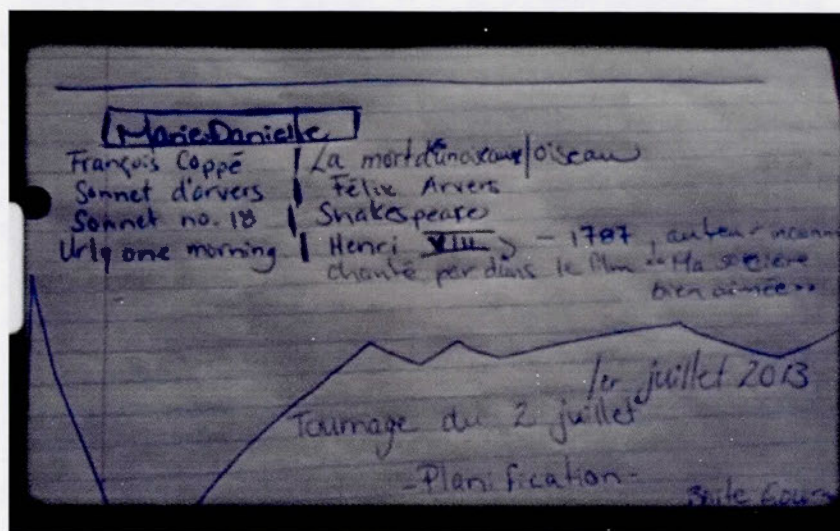 Marie Danielle
François Coppé | La mort d'un oiseau | oiseau
Sonnet d'arvers | Félix Arvers
Sonnet no. 18 | Shakespeare
Urly one morning | Henri VIII - 1787, auteur inconnu
chanté par dans le film "Ma sorcière
bien aimée"
1er juillet 2013
Tournage du 2 juillet
-Planification-